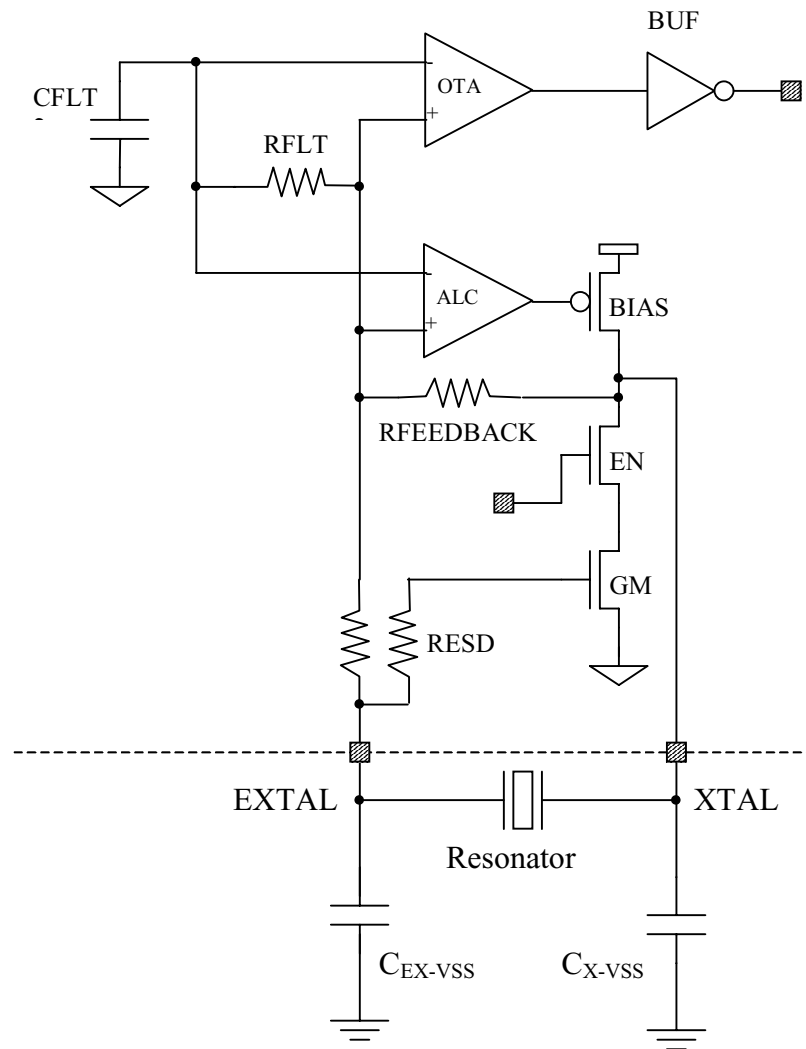 BUF
CFLT
-
OTA
+
RFLT
-
ALC
+
BIAS
RFEEDBACK
EN
GM
RESD
EXTAL
XTAL
Resonator
CEX-VSS
CX-VSS